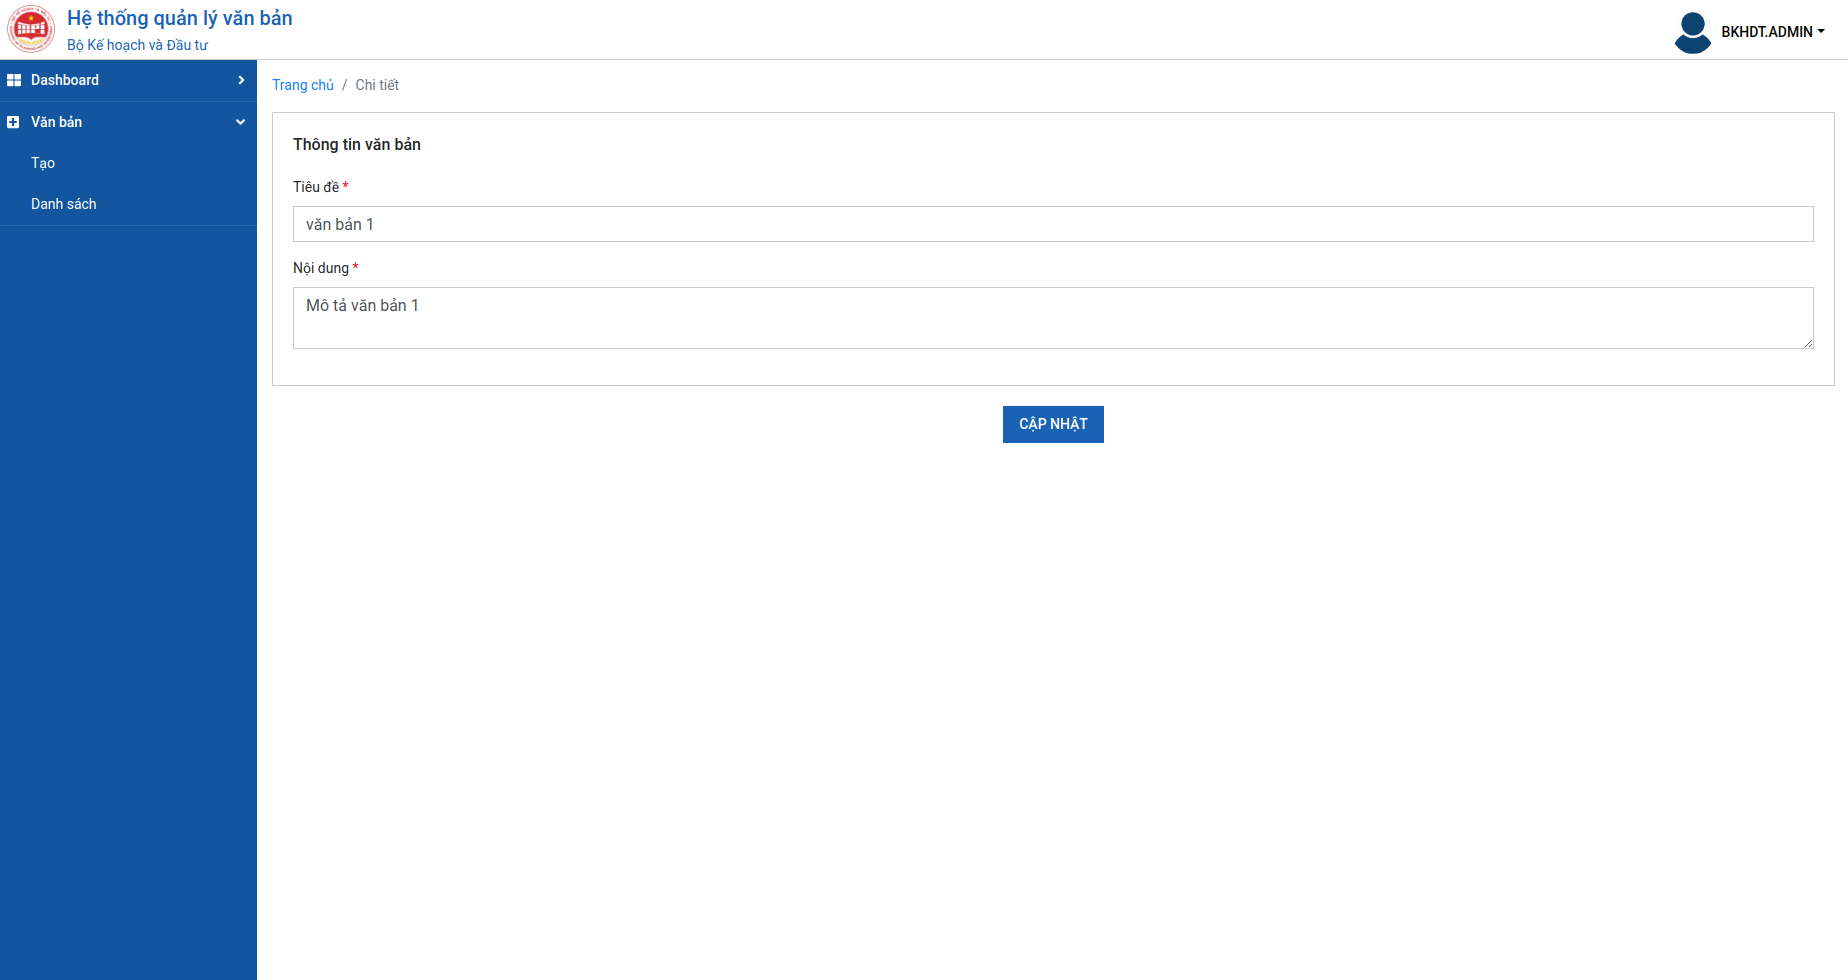 Hệ thống quản lý văn bản
Bộ Kế hoạch và Đầu tư
BKHDT.ADMIN
Dashboard
Văn bản
Tạo
Danh sách
Trang chủ / Chi tiết
Thông tin văn bản
Tiêu đề *
văn bản 1
Nội dung *
Mô tả văn bản 1
CẬP NHẬT